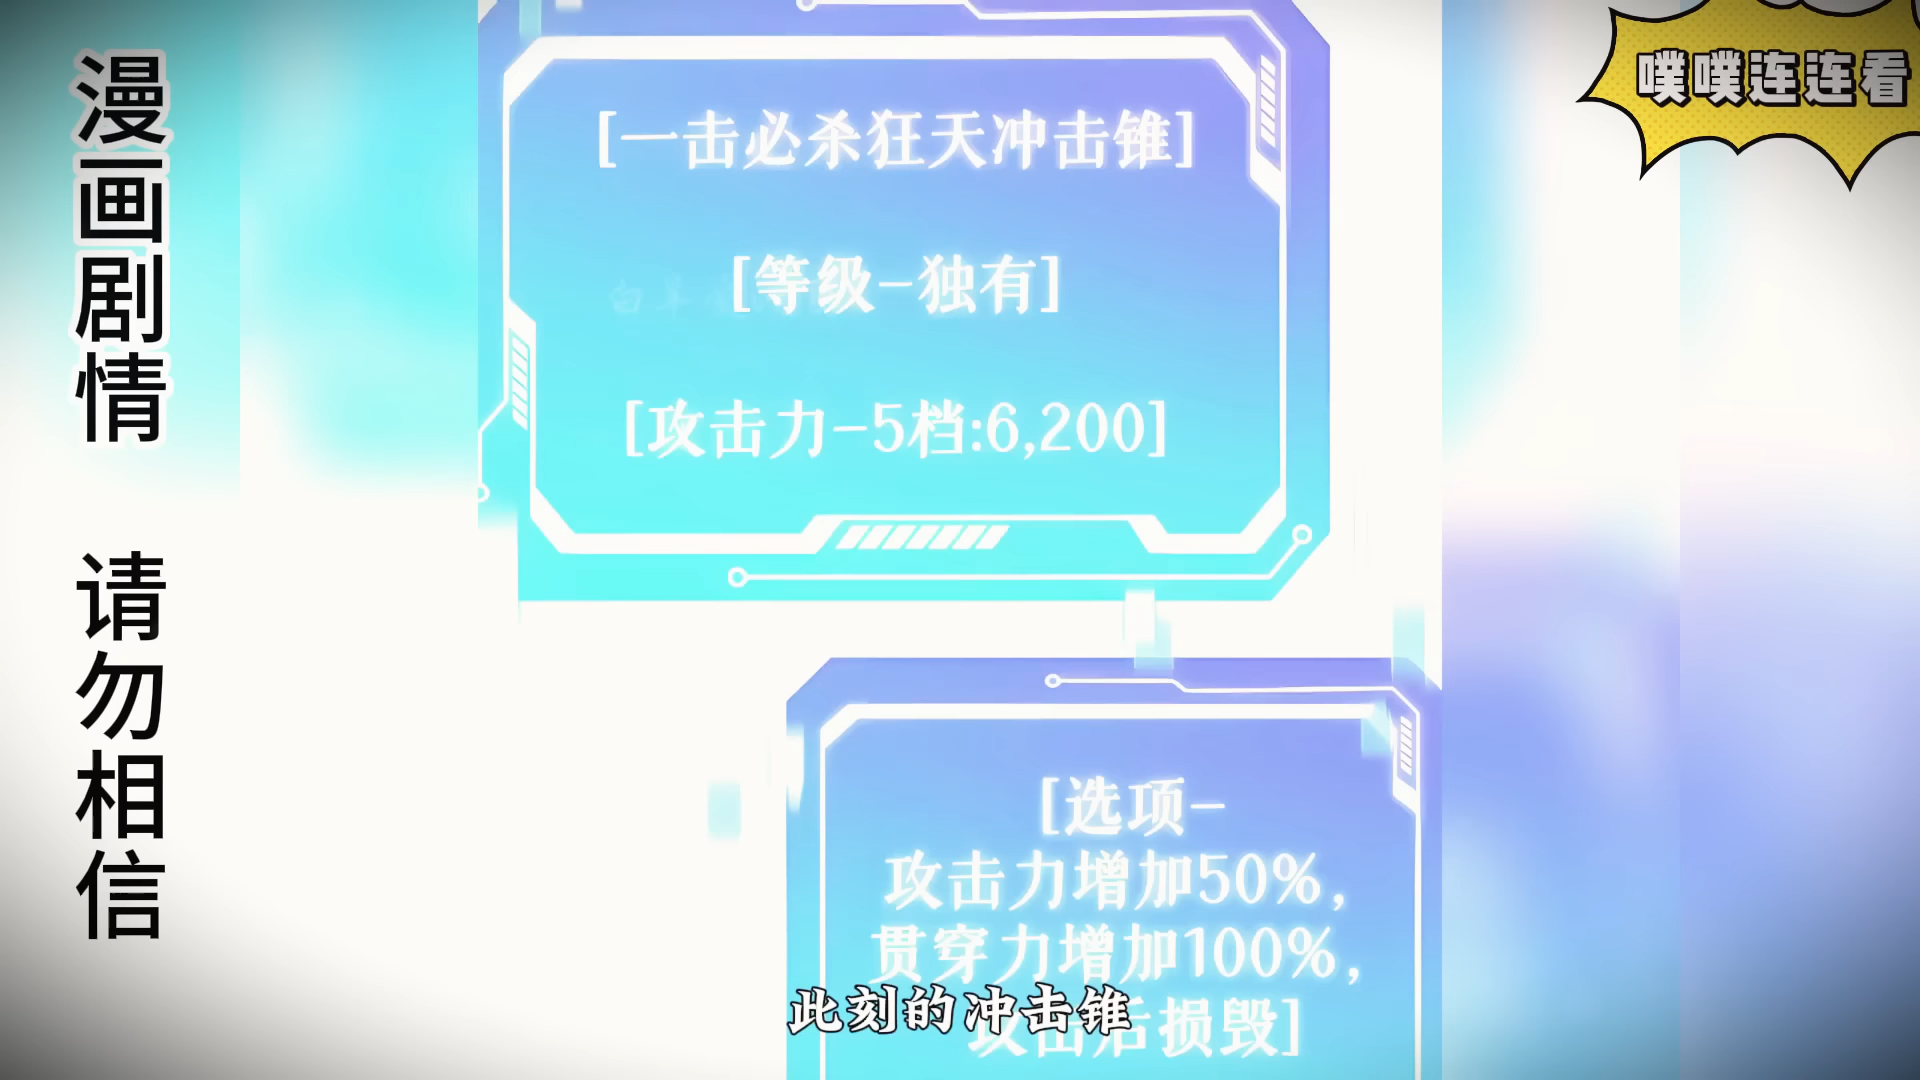 漫画剧情 请勿相信
噗噗连连看
[一击必杀狂天冲击锥]
[等级-独有]
[攻击力-5档:6,200]
[选项-
攻击力增加50%,
贯穿力增加100%,
攻击后损毁]
此刻的冲击锥